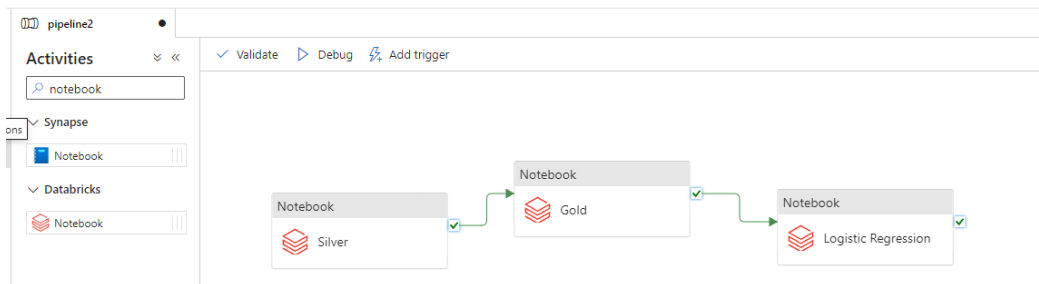 pipeline2
Activities
Validate Debug Add trigger
notebook
ons
Synapse
Notebook
Databricks
Notebook
Notebook
Silver
Notebook
Gold
Notebook
Logistic Regression